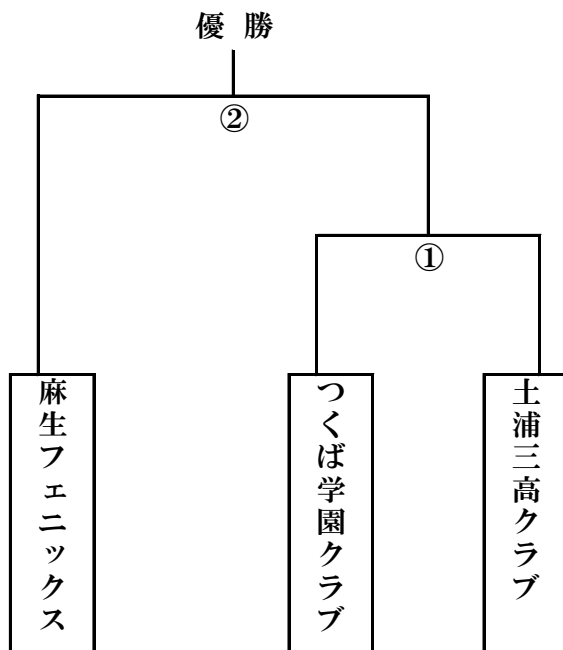 優勝
②
①
麻生フェニックス
つくば学園クラブ
土浦三高クラブ